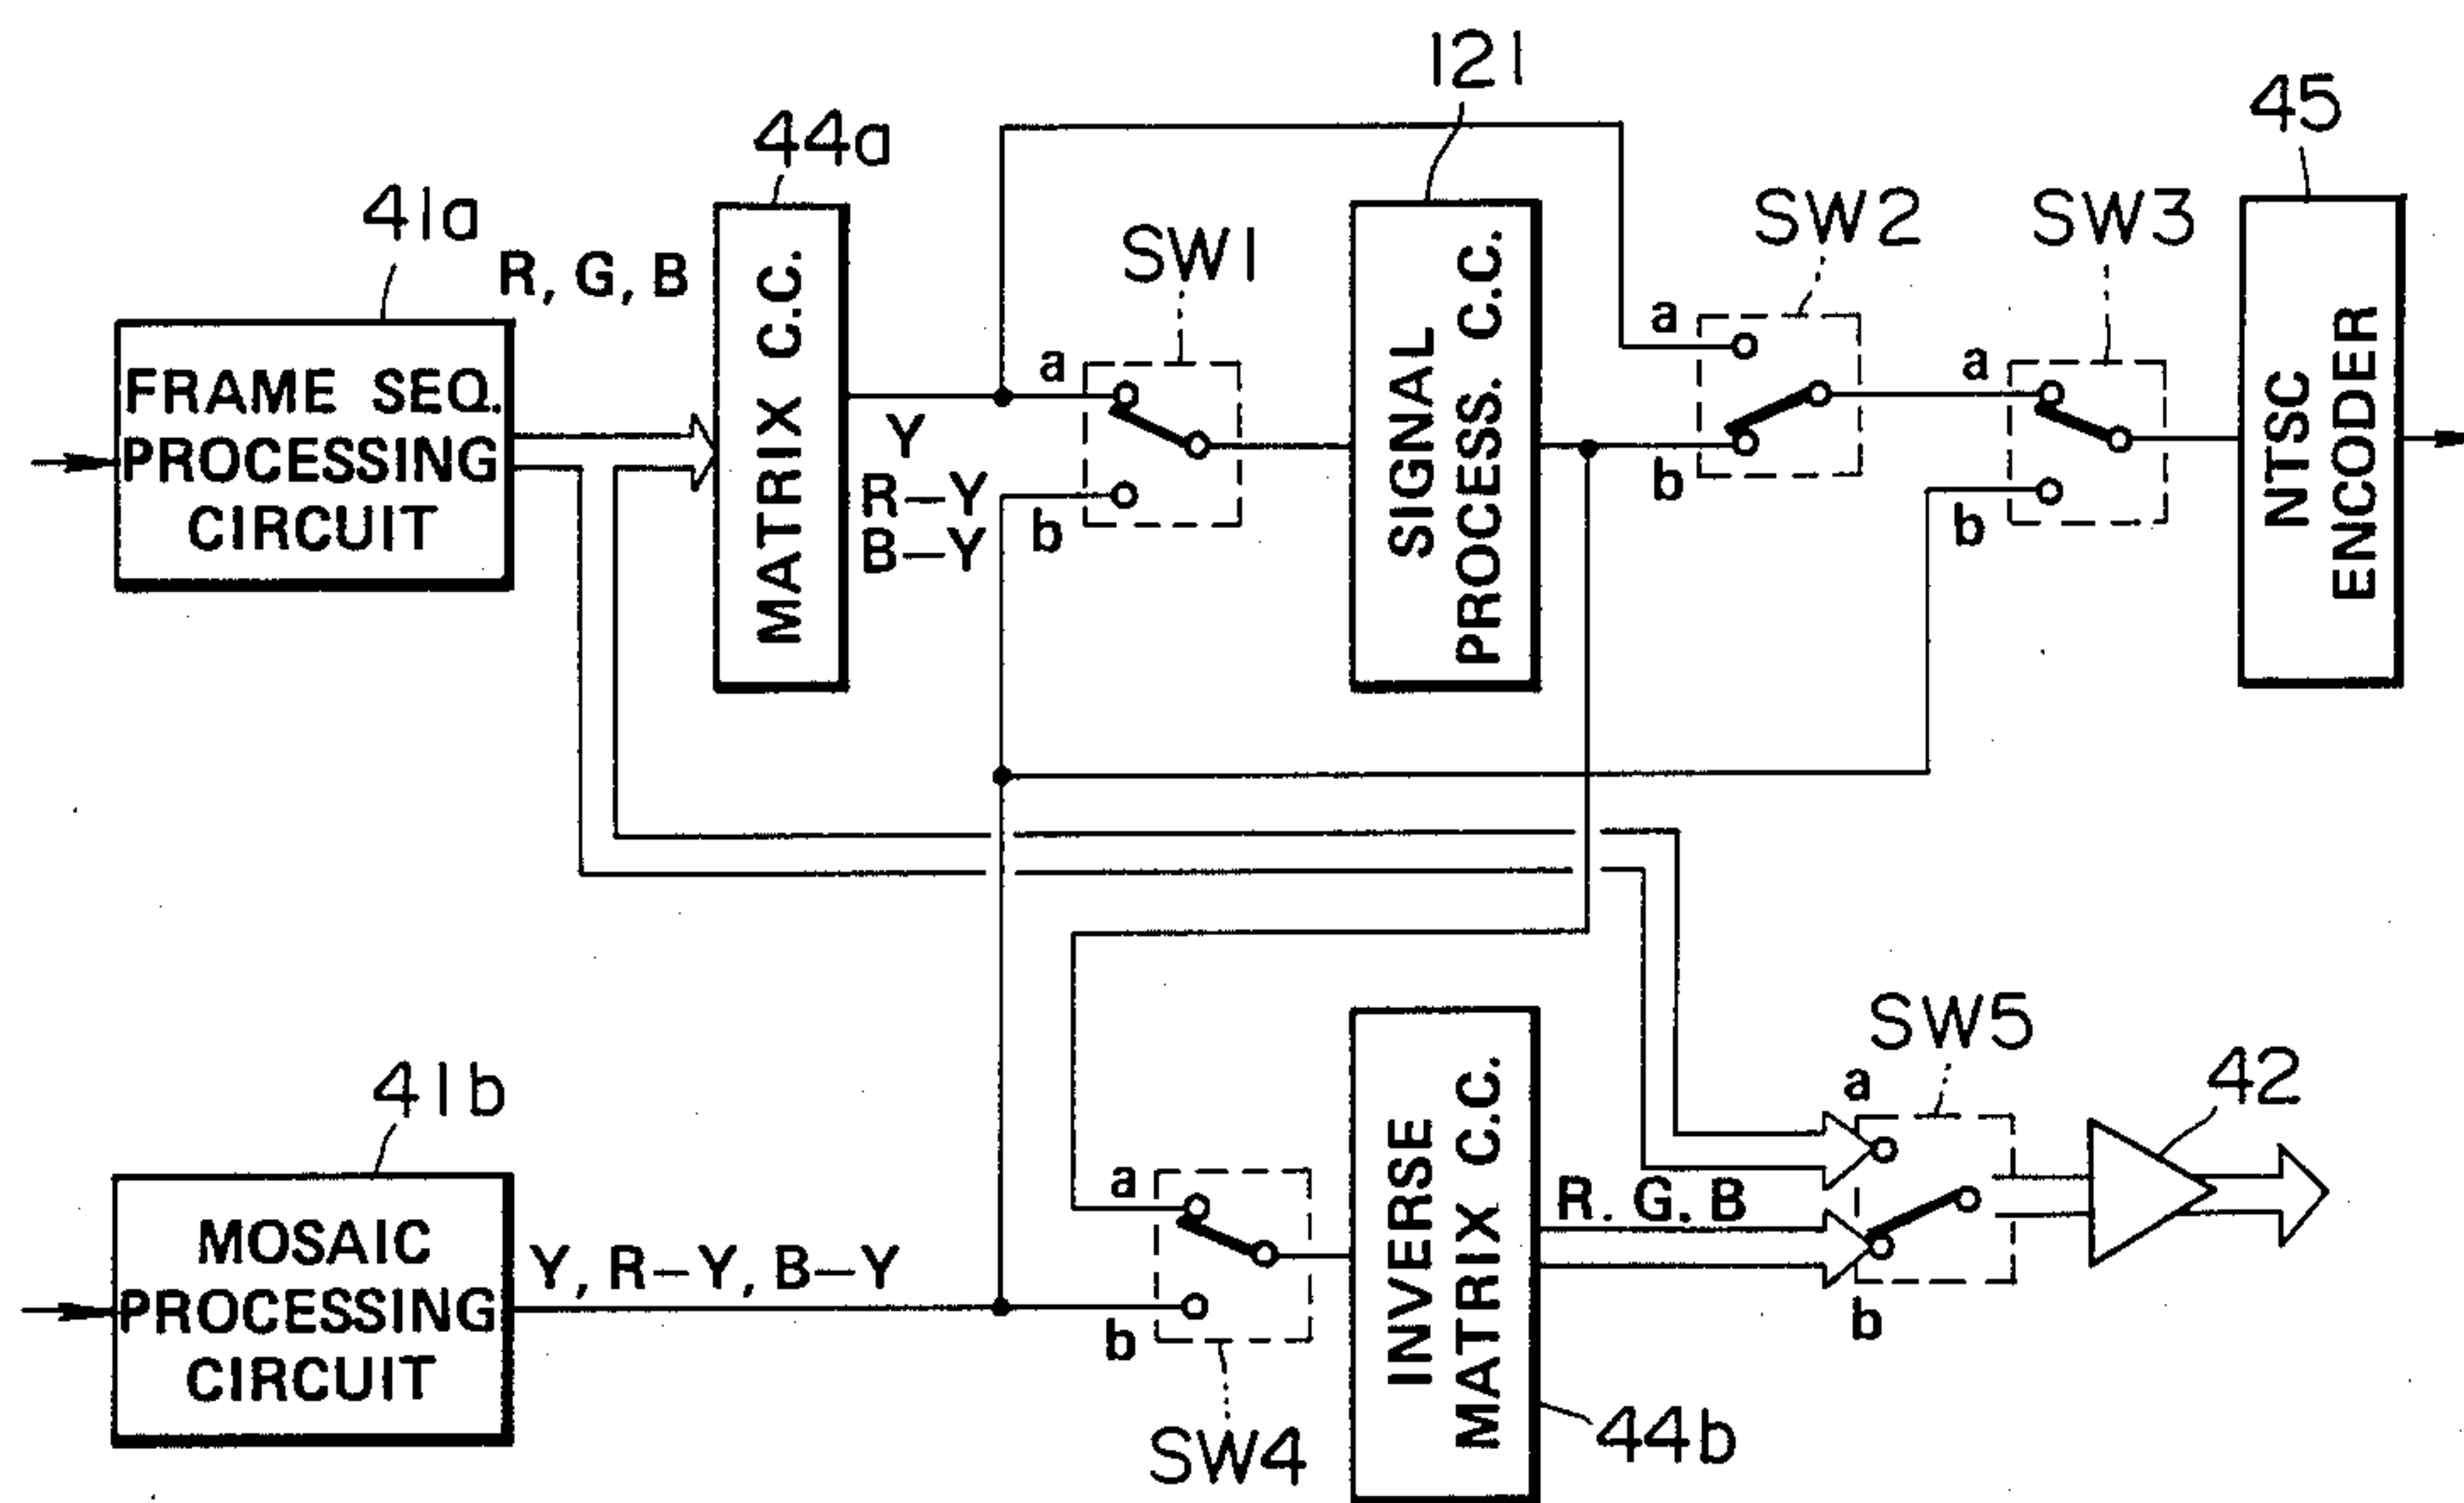 121
45
44a
41a
R, G, B
SW1
SW2
SW3
FRAME SEQ.
PROCESSING
CIRCUIT
MATRIX C.C.
a
b
Y
R-Y
B-Y
SIGNAL
PROCESS. C.C.
a
b
a
b
NTSC
ENCODER
41b
MOSAIC
PROCESSING
CIRCUIT
Y, R-Y, B-Y
a
b
SW4
INVERSE
MATRIX C.C.
44b
R. G. B
SW5
a
b
42